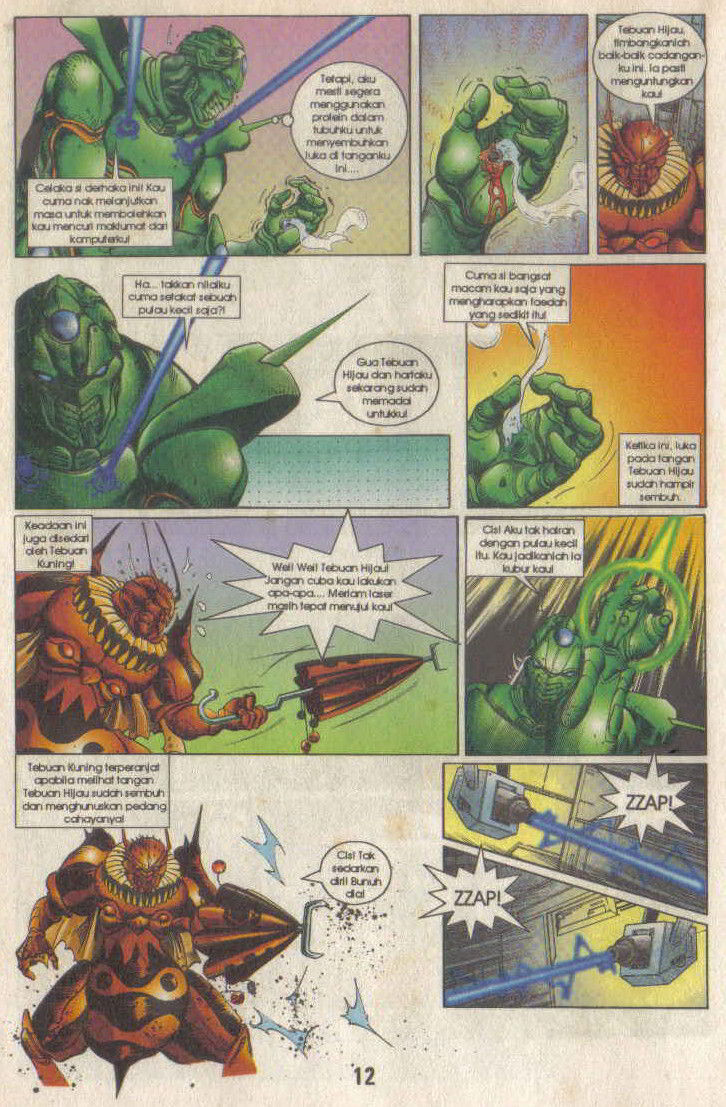 Tetapi, aku
mesti segera
menggunakan
protein dalam
tubuhku untuk
menyembuhkan
luka di tanganku
ini....
Celaka si derhaka ini! Kau
cuma nak melanjutkan
masa untuk membolehkan
kau mencuri maklumat dari
komputerku!
Tebuan Hijau,
timbangkanlah
baik-baik cadangan-
ku ini. Ia pasti
menguntungkan
kau!
Ha... takkan nilaiku
cuma setakat sebuah
pulau kecil saja?!
Gua Tebuan
Hijau dan hartaku
sekarang sudah
memadai
untukku!
Cuma si bangsat
macam kau saja yang
mengharapkan faedah
yang sedikit itu!
Ketika ini, luka
pada tangan
Tebuan Hijau
sudah hampir
sembuh.
Keadaan ini
juga disedari
oleh Tebuan
Kuning!
Wei! Wei! Tebuan Hijau!
Jangan cuba kau lakukan
apa-apa.... Meriam laser
masih tepat menujui kau!
Cis! Aku tak hairan
dengan pulau kecil
itu. Kau jadikanlah ia
kubur kau!
Tebuan Kuning terperanjat
apabila melihat tangan
Tebuan Hijau sudah sembuh
dan menghunuskan pedang
cahayanya!
Cis! Tak
sedarkan
diri! Bunuh
dia!
ZZAP!
ZZAP!
12